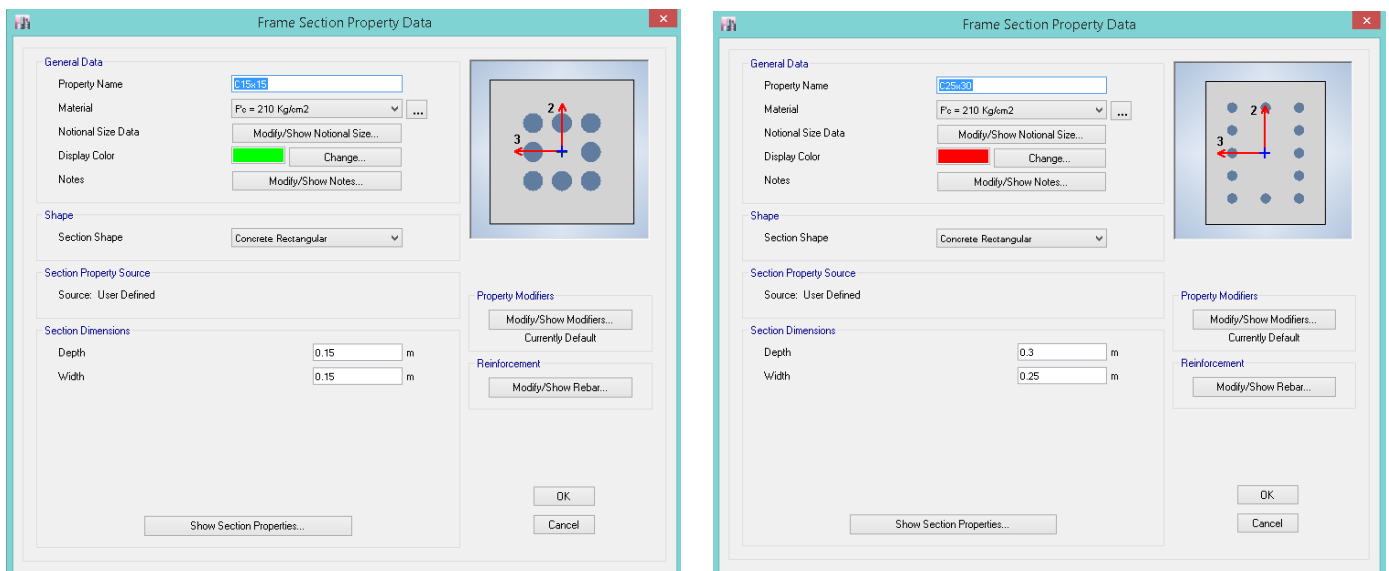 Frame Section Property Data
×
General Data
Property Name
C15x15
Material
F'c = 210 Kg/cm2
...
Notional Size Data
Modify/Show Notional Size...
Display Color
Change...
Notes
Modify/Show Notes...
2
3
Shape
Section Shape
Concrete Rectangular
Section Property Source
Source: User Defined
Section Dimensions
Depth
0.15
m
Width
0.15
m
Property Modifiers
Modify/Show Modifiers...
Currently Default
Reinforcement
Modify/Show Rebar...
Show Section Properties...
OK
Cancel
Frame Section Property Data
×
General Data
Property Name
C25x30
Material
F'c = 210 Kg/cm2
...
Notional Size Data
Modify/Show Notional Size...
Display Color
Change...
Notes
Modify/Show Notes...
2
3
Shape
Section Shape
Concrete Rectangular
Section Property Source
Source: User Defined
Section Dimensions
Depth
0.3
m
Width
0.25
m
Property Modifiers
Modify/Show Modifiers...
Currently Default
Reinforcement
Modify/Show Rebar...
Show Section Properties...
OK
Cancel